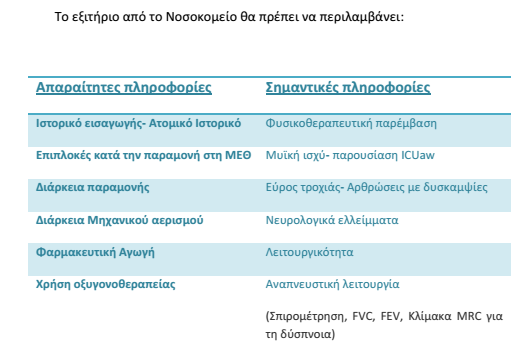 Το εξιτήριο από το Νοσοκομείο θα πρέπει να περιλαμβάνει:
Απαραίτητες πληροφορίες Σημαντικές πληροφορίες
Ιστορικό εισαγωγής- Ατομικό Ιστορικό Φυσικοθεραπευτική παρέμβαση
Επιπλοκές κατά την παραμονή στη ΜΕΘ Μυϊκή ισχύ- παρουσίαση ICUaw
Διάρκεια παραμονής Εύρος τροχιάς- Αρθρώσεις με δυσκαμψίες
Διάρκεια Μηχανικού αερισμού Νευρολογικά ελλείμματα
Φαρμακευτική Αγωγή Λειτουργικότητα
Χρήση οξυγονοθεραπείας Αναπνευστική λειτουργία
(Σπιρομέτρηση, FVC, FEV, Κλίμακα MRC για
τη δύσπνοια)